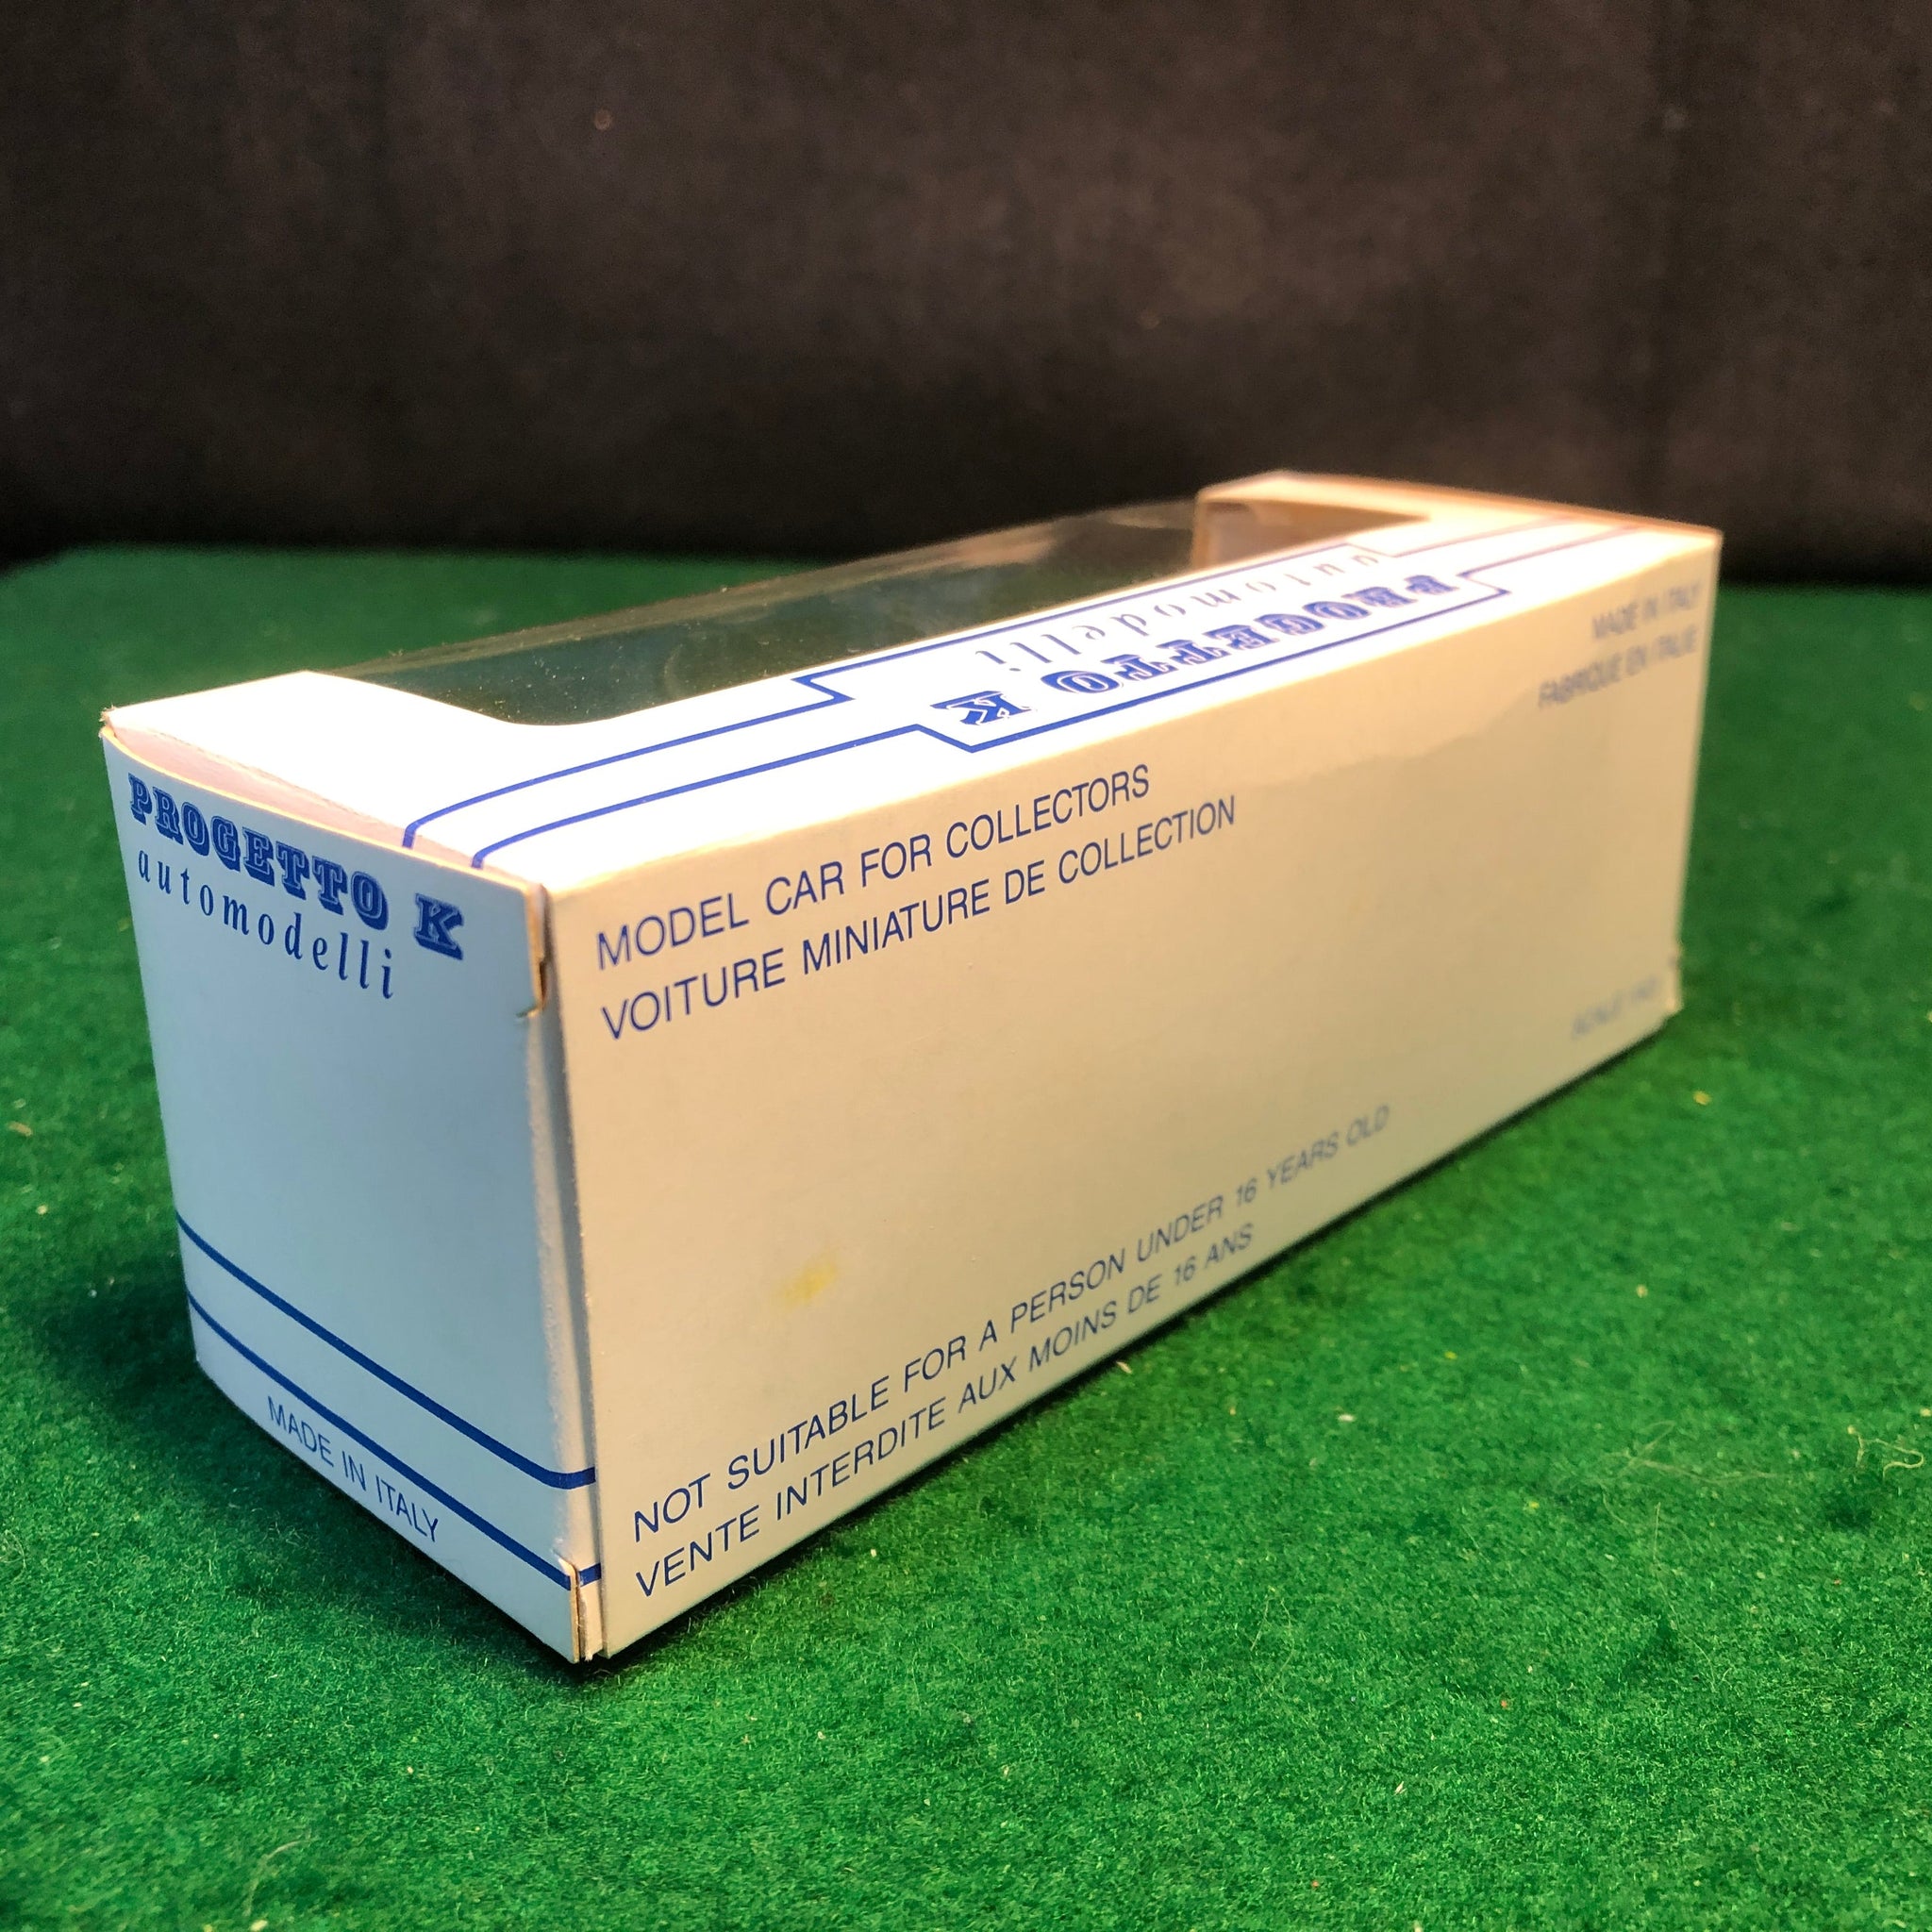 PROGETTO K
automodelli
MADE IN ITALY
PROGETTO K
automodelli
MODEL CAR FOR COLLECTORS
VOITURE MINIATURE DE COLLECTION
MADE IN ITALY
FABRIQUE EN ITALIE
NOT SUITABLE FOR A PERSON UNDER 16 YEARS OLD
VENTE INTERDITE AUX MOINS DE 16 ANS
SCALE